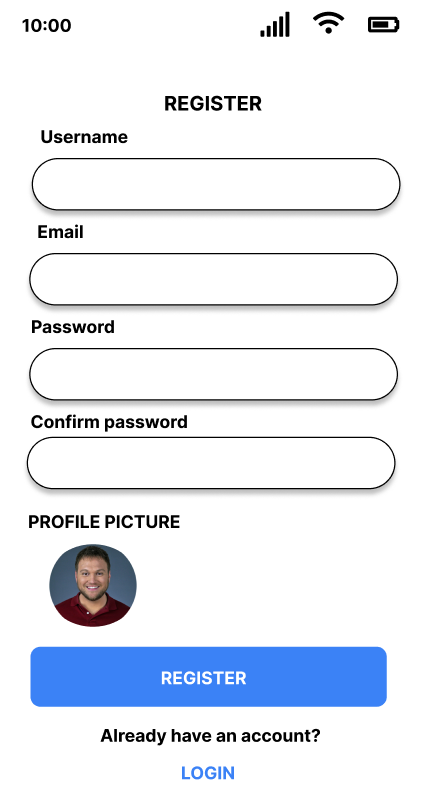 10:00
REGISTER
Username
Email
Password
Confirm password
PROFILE PICTURE
REGISTER
Already have an account?
LOGIN